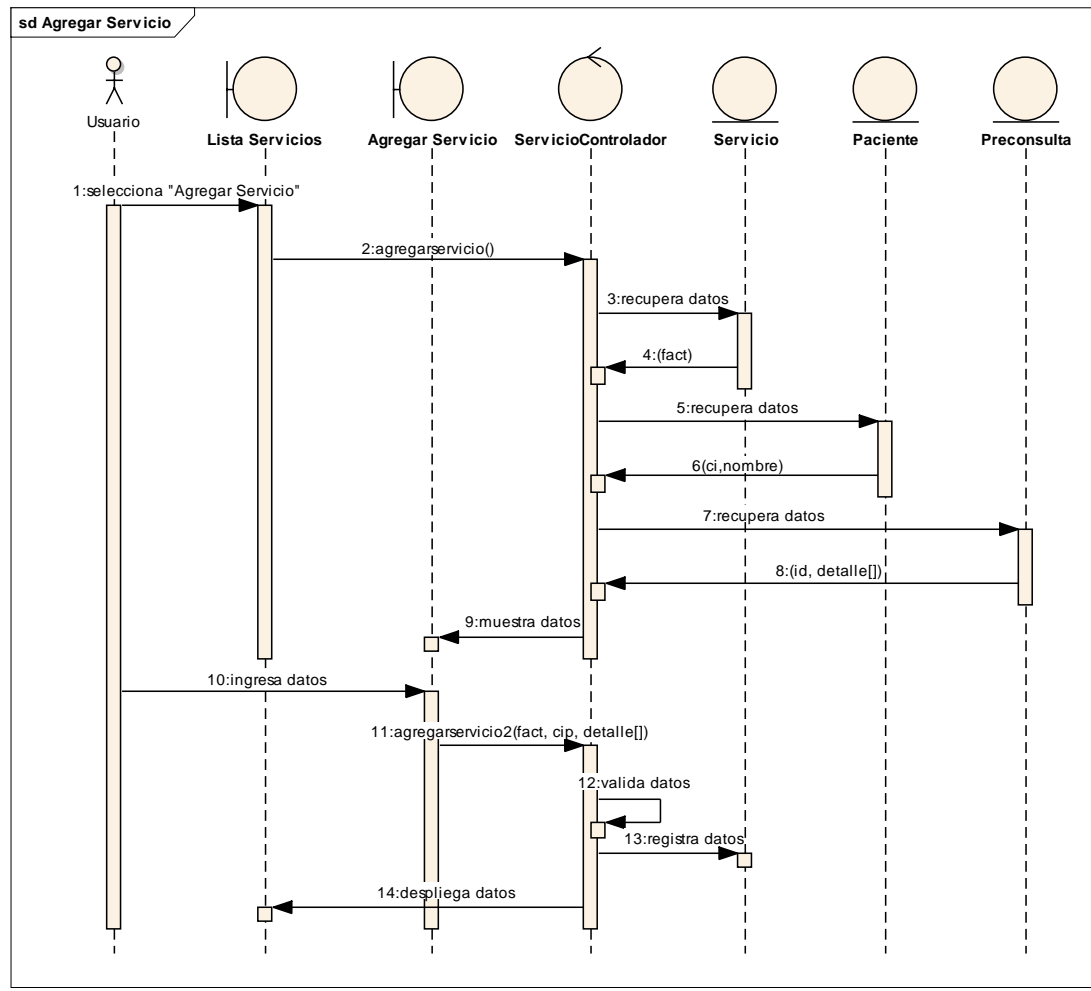 sd Agregar Servicio
Usuario
Lista Servicios
Agregar Servicio
ServicioControlador
Servicio
Paciente
Preconsulta
1:selecciona "Agregar Servicio"
2:agregarservicio()
3:recupera datos
4:(fact)
5:recupera datos
6(ci,nombre)
7:recupera datos
8:(id, detalle[])
9:muestra datos
10:ingresa datos
11:agregarservicio2(fact, cip, detalle[])
12:valida datos
13:registra datos
14:despliega datos